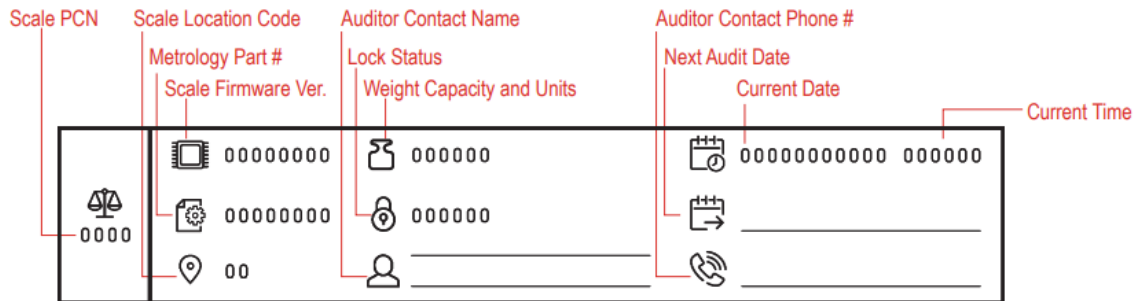 Scale PCN Scale Location Code Auditor Contact Name Auditor Contact Phone #
Metrology Part # Lock Status Next Audit Date
Scale Firmware Ver. Weight Capacity and Units Current Date
Current Time
00000000 000000 00000000000 000000
00000000 000000
0000
00